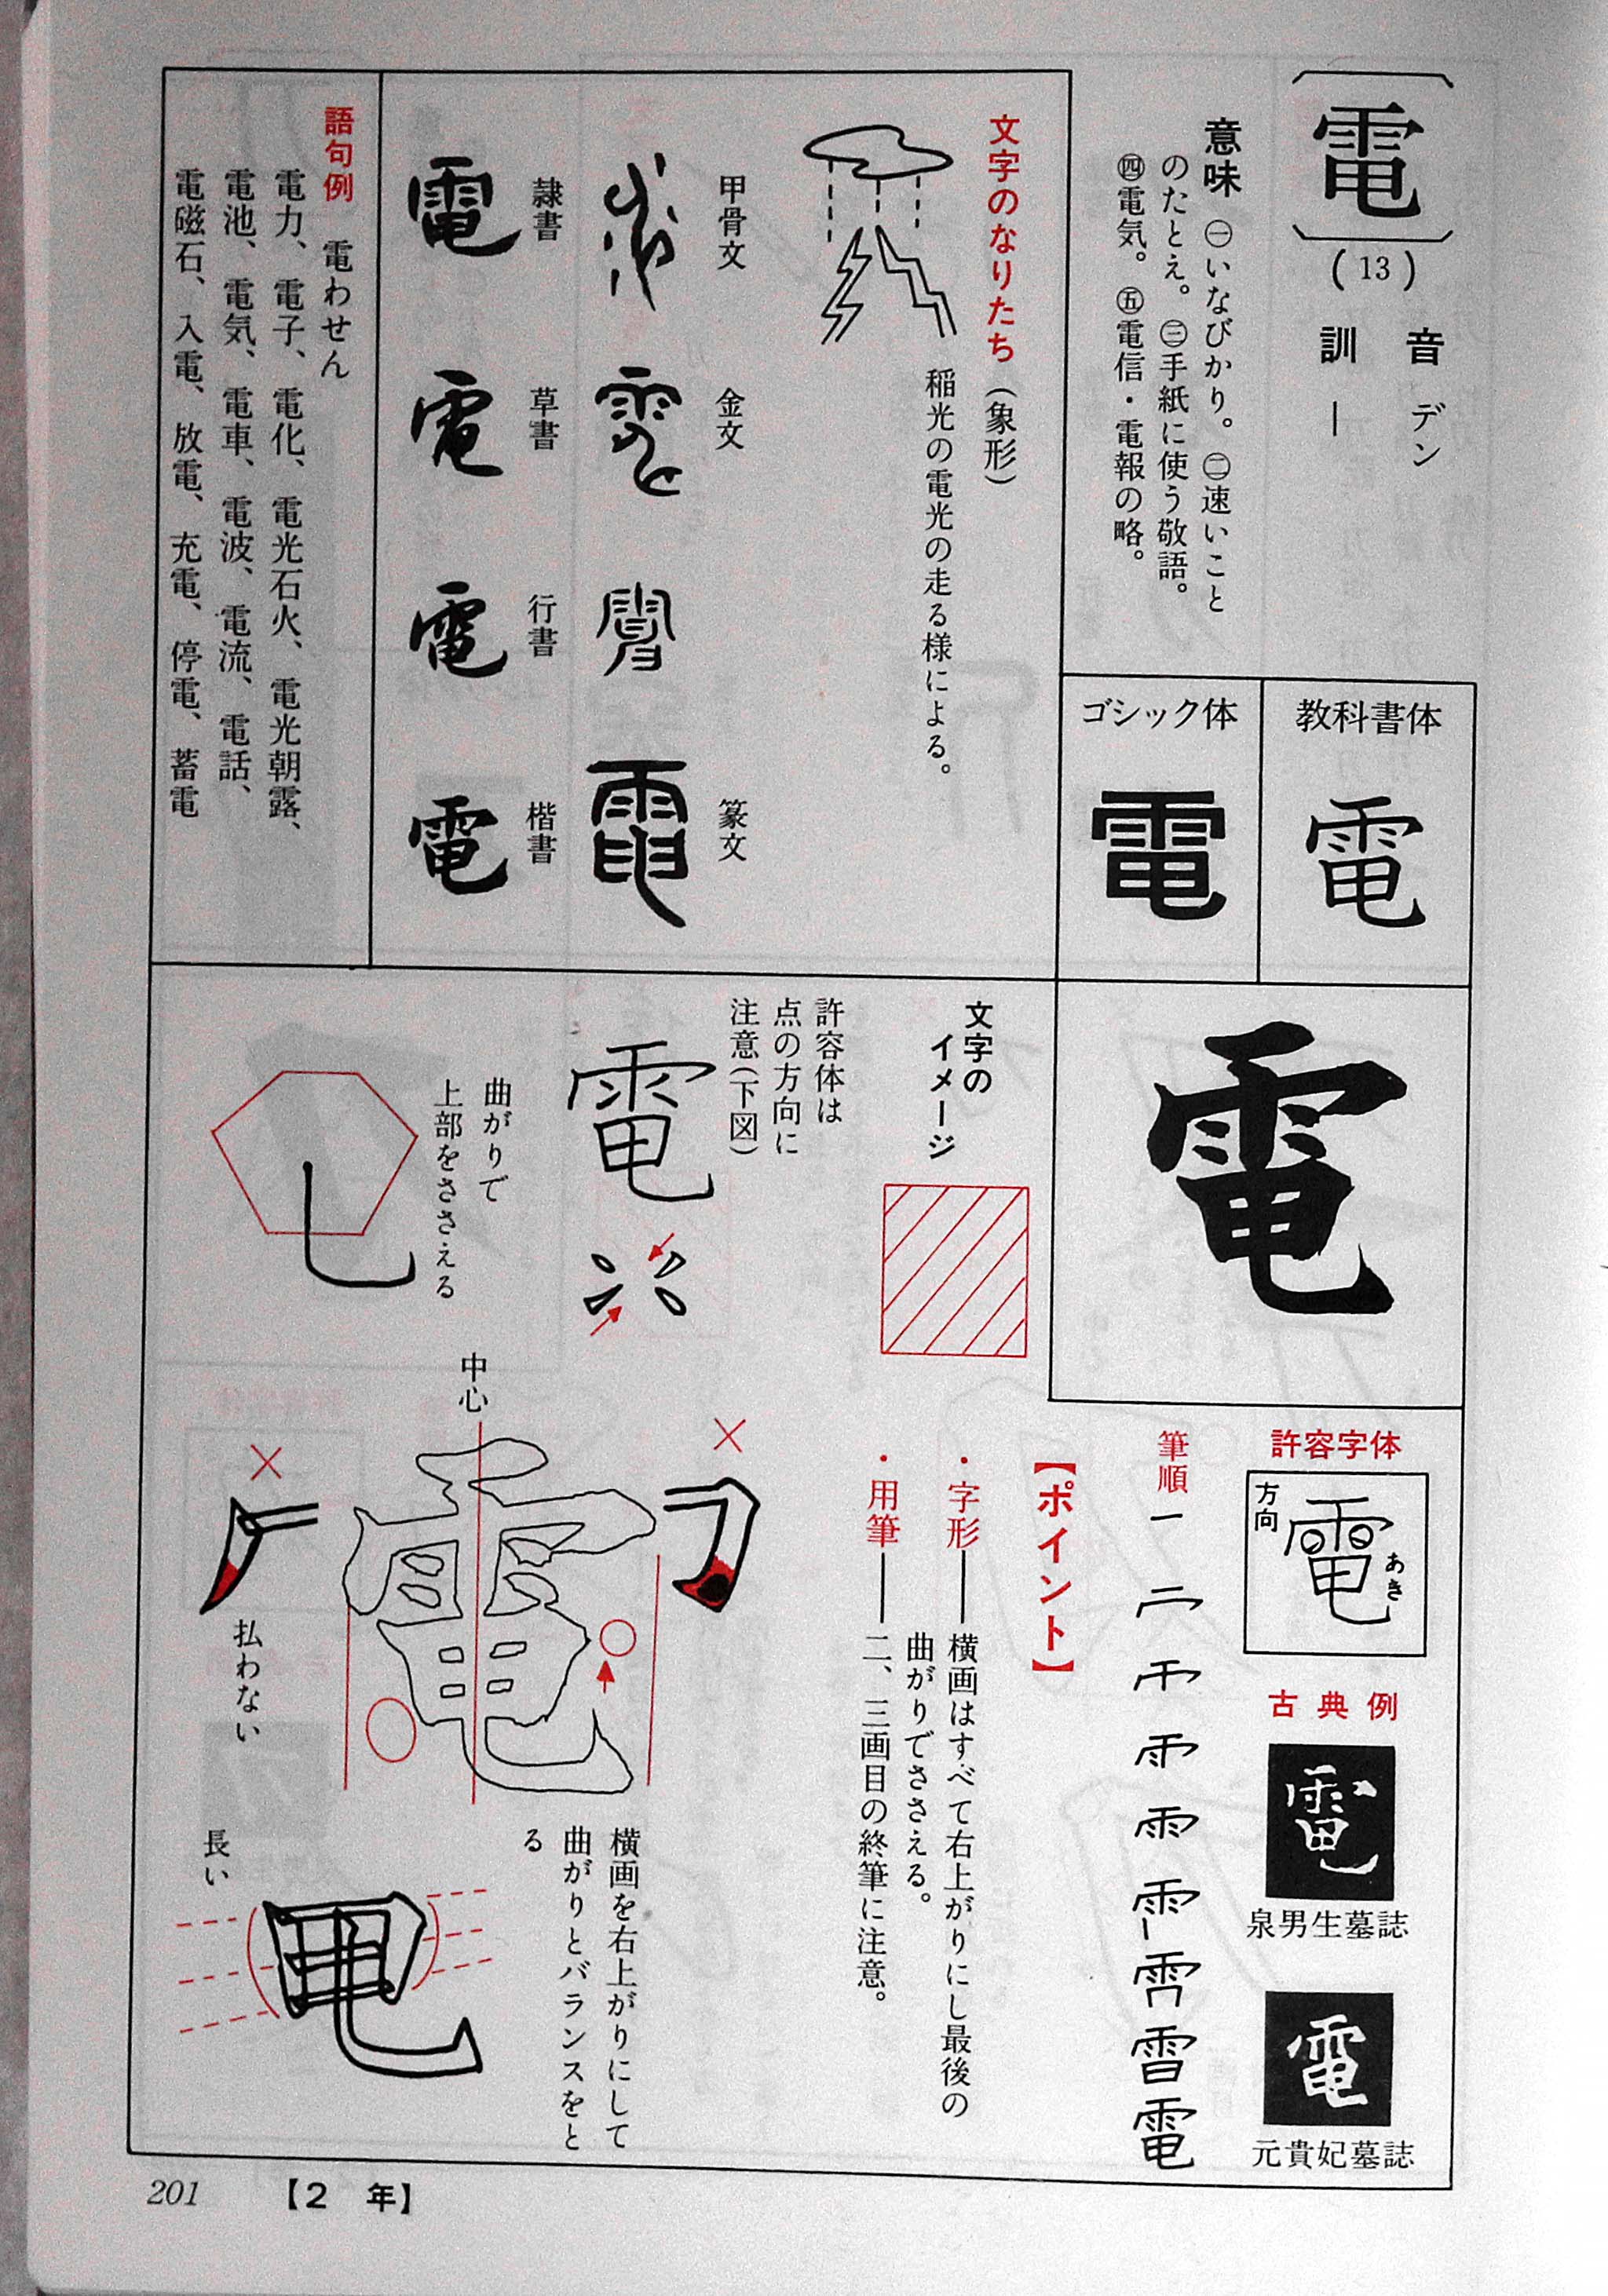 電
(13)
音 デン
訓 ―
意味 ㊀いなびかり。㊁速いこと
のたとえ。㊂手紙に使う敬語。
㊃電気。㊄電信・電報の略。
教科書体
電
ゴシック体
電
文字のなりたち(象形)
稲光の電光の走る様による。
甲骨文
金文
篆文
電
隷書
電
草書
電
行書
電
楷書
電
語句例 電わせん
電力、電子、電化、電光石火、電光朝露、
電池、電気、電車、電波、電流、電話、
電磁石、入電、放電、充電、停電、蓄電
電
文字の
イメージ
許容体は
点の方向に
注意(下図)
電
曲がりで
上部をささえる
許容字体
方向
電
あき
古典例
電
泉男生墓誌
電
元貴妃墓誌
筆順
【ポイント】
・字形――横画はすべて右上がりにし最後の
曲がりでささえる。
・用筆――二、三画目の終筆に注意。
中心
×
×
電
払わない
横画を右上がりにして
曲がりとバランスをと
る
長い
201 【2 年】